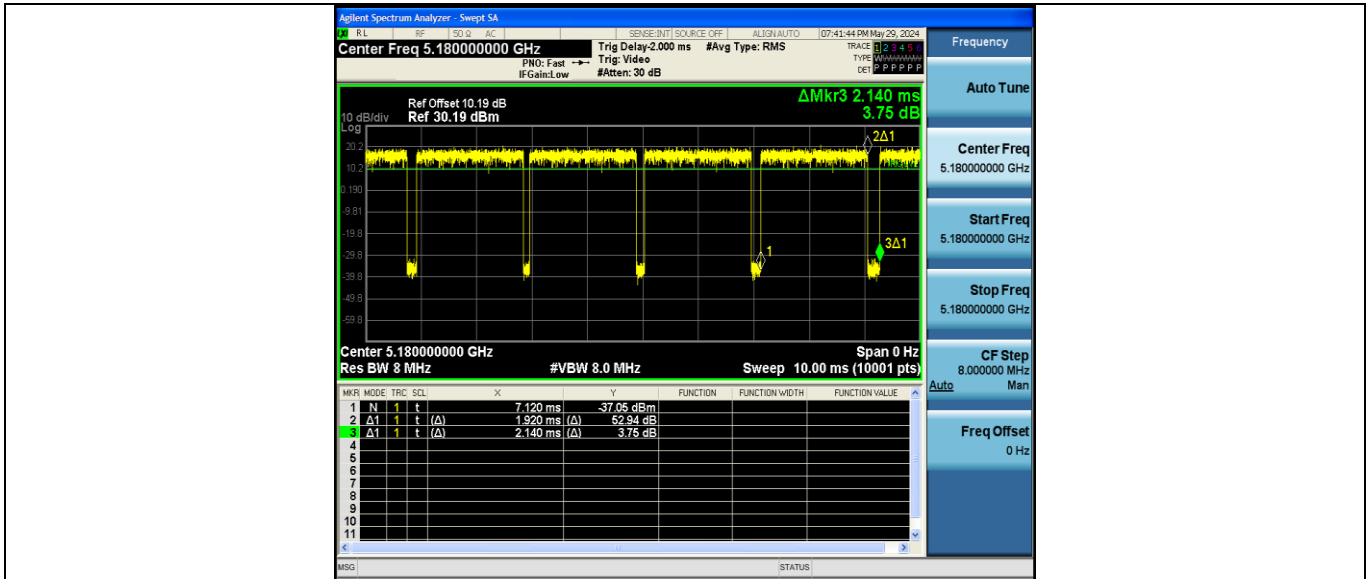 Agilent Spectrum Analyzer - Swept SA
LXI RL RF 50 Ω AC SENSE:INT SOURCE OFF ALIGN AUTO 07:41:44 PM May 29, 2024
Center Freq 5.180000000 GHz Trig Delay-2.000 ms #Avg Type: RMS TRACE 1 2 3 4 5 6
PNO: Fast Trig: Video TYPE
IFGain:Low #Atten: 30 dB DET P P P P P P
Frequency
Auto Tune
Center Freq
5.180000000 GHz
Start Freq
5.180000000 GHz
Stop Freq
5.180000000 GHz
CF Step
8.000000 MHz
Auto Man
Freq Offset
0 Hz
ΔMkr3 2.140 ms
3.75 dB
Ref Offset 10.19 dB
10 dB/div Ref 30.19 dBm
Log
20.2
10.2
0.190
-9.81
-19.8
-29.8
-39.8
-49.8
-59.8
2Δ1
1
3Δ1
Center 5.180000000 GHz Span 0 Hz
Res BW 8 MHz #VBW 8.0 MHz Sweep 10.00 ms (10001 pts)
MKR MODE TRC SCL X Y FUNCTION FUNCTION WIDTH FUNCTION VALUE
1 N 1 t 7.120 ms -37.05 dBm
2 Δ1 1 t (Δ) 1.920 ms (Δ) 52.94 dB
3 Δ1 1 t (Δ) 2.140 ms (Δ) 3.75 dB
4
5
6
7
8
9
10
11
MSG STATUS